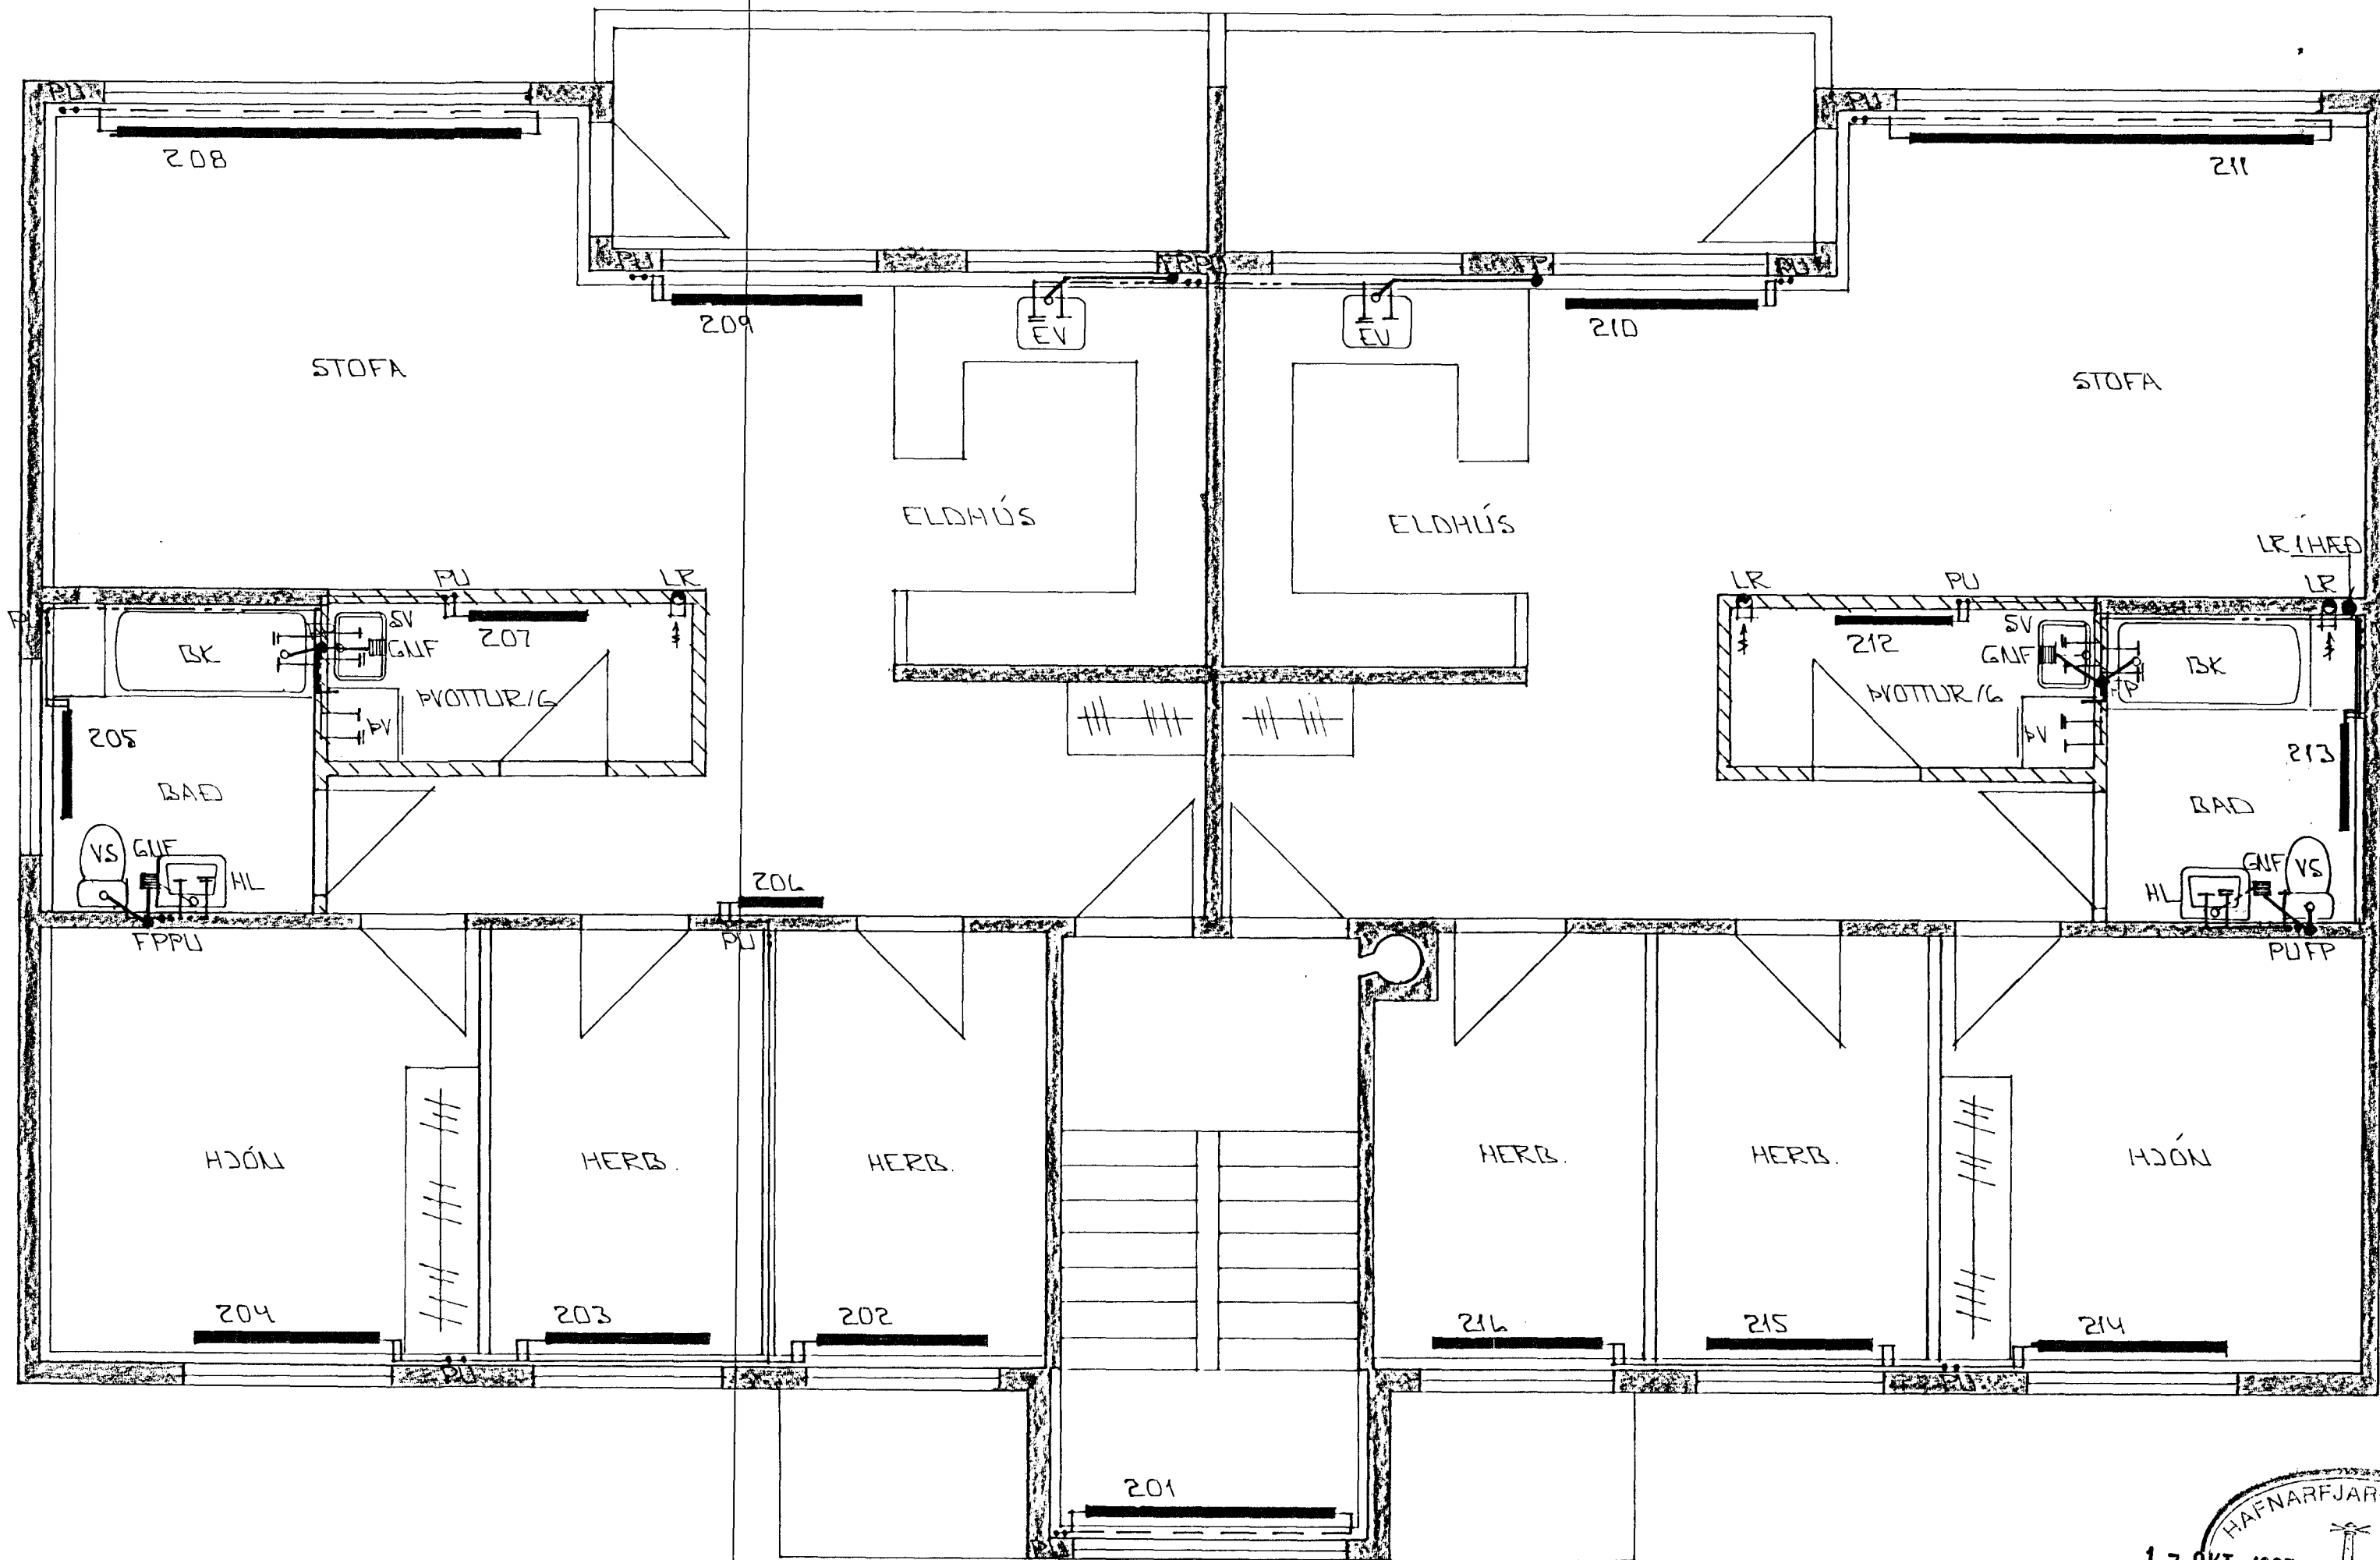 PU
PU
208
211
PU
FPPU
FP
PU
209
EV
EV
210
STOFA
STOFA
ELDHÚS
ELDHÚS
LR 1HÆÐ
PU
LR
LR
PU
LR
BK
SV
GNF
207
212
SV
GNF
BK
FP
ÞVOTTUR/G
ÞVOTTUR/G
ÞV
ÞV
205
213
BAÐ
BAÐ
VS
GNF
HL
206
HL
GNF
VS
FPPU
PU
PUFP
HJÓN
HERB.
HERB.
HERB.
HERB.
HJÓN
204
203
202
216
215
214
PU
PU
201
HAFNARFJAR